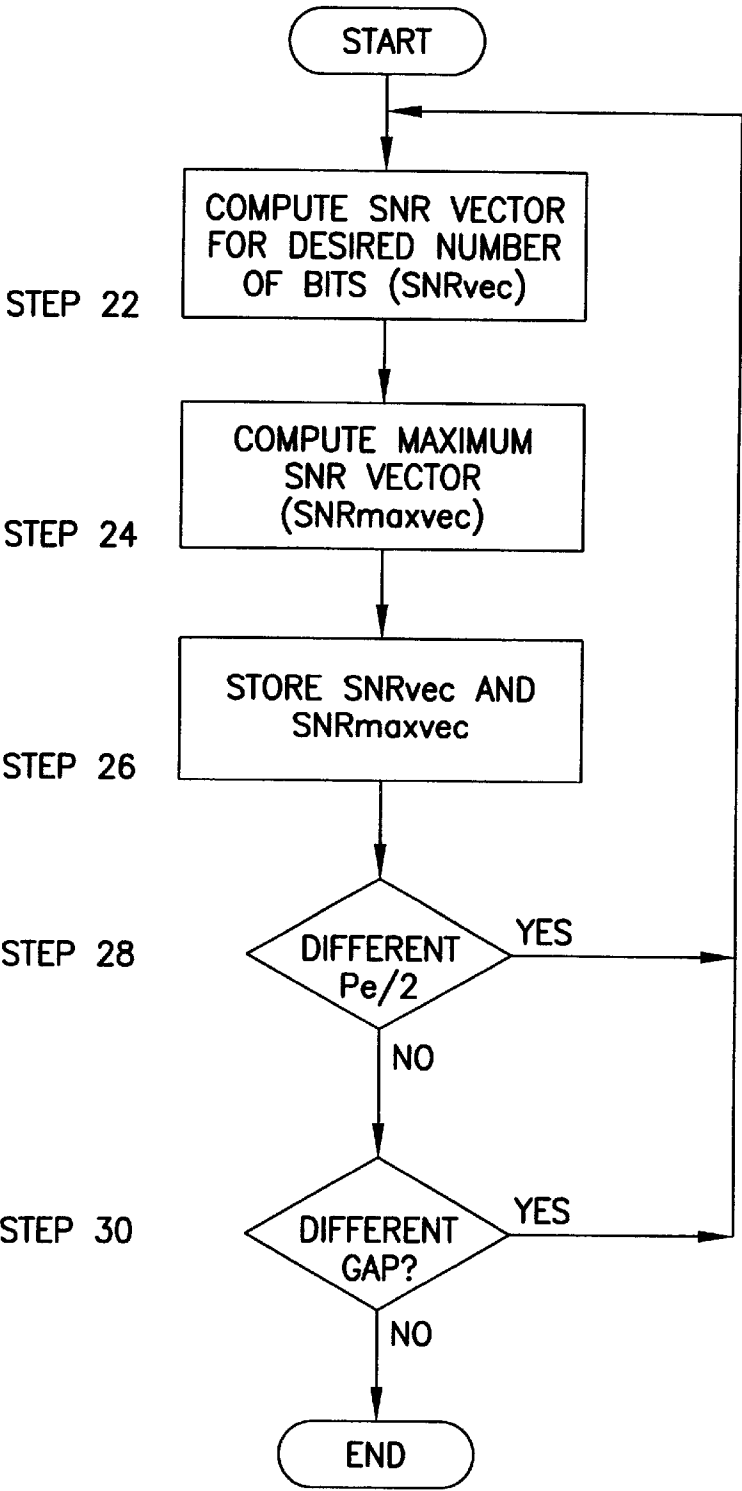 START
COMPUTE SNR VECTOR
FOR DESIRED NUMBER
OF BITS (SNRvec)
STEP 22
COMPUTE MAXIMUM
SNR VECTOR
(SNRmaxvec)
STEP 24
STORE SNRvec AND
SNRmaxvec
STEP 26
STEP 28
DIFFERENT
Pe/2
YES
NO
STEP 30
DIFFERENT
GAP?
YES
NO
END